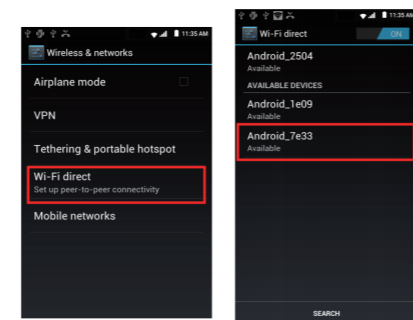 11:35 AM
Wireless & networks
Airplane mode
VPN
Tethering & portable hotspot
Wi-Fi direct
Set up peer-to-peer connectivity
Mobile networks
11:35 AM
Wi-Fi direct
ON
Android_2504
Available
AVAILABLE DEVICES
Android_1e09
Available
Android_7e33
Available
SEARCH